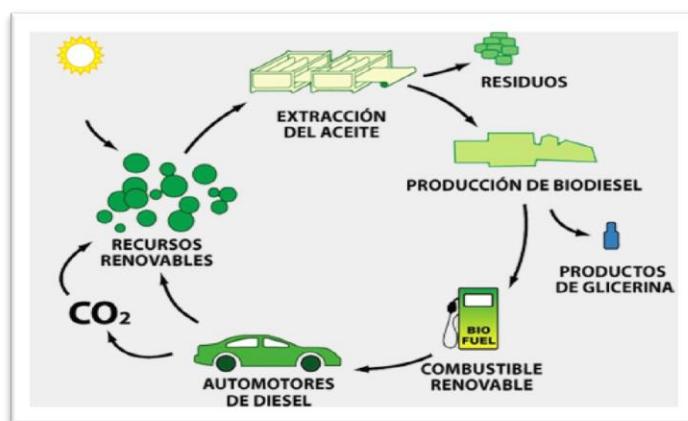 EXTRACCIÓN
DEL ACEITE
RESIDUOS
PRODUCCIÓN DE BIODIESEL
PRODUCTOS
DE GLICERINA
BIO
FUEL
COMBUSTIBLE
RENOVABLE
AUTOMOTORES
DE DIESEL
CO₂
RECURSOS
RENOVABLES